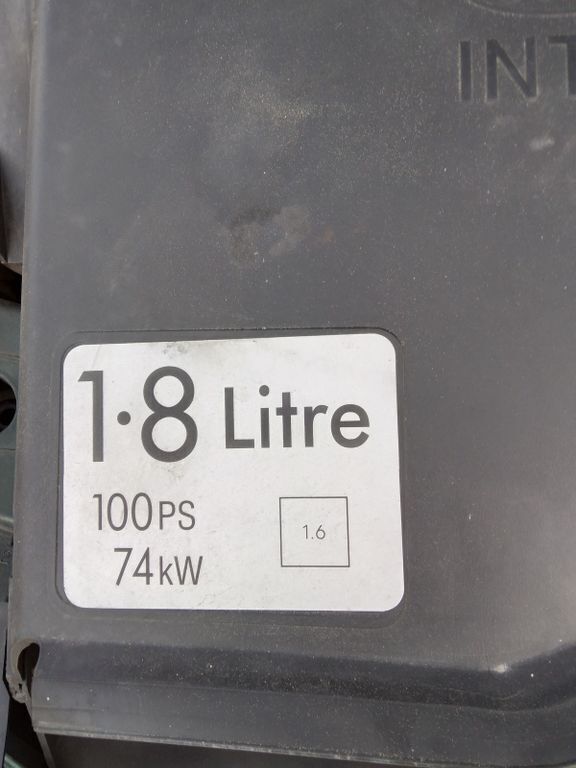 INT
1·8 Litre
100PS
1.6
74kW